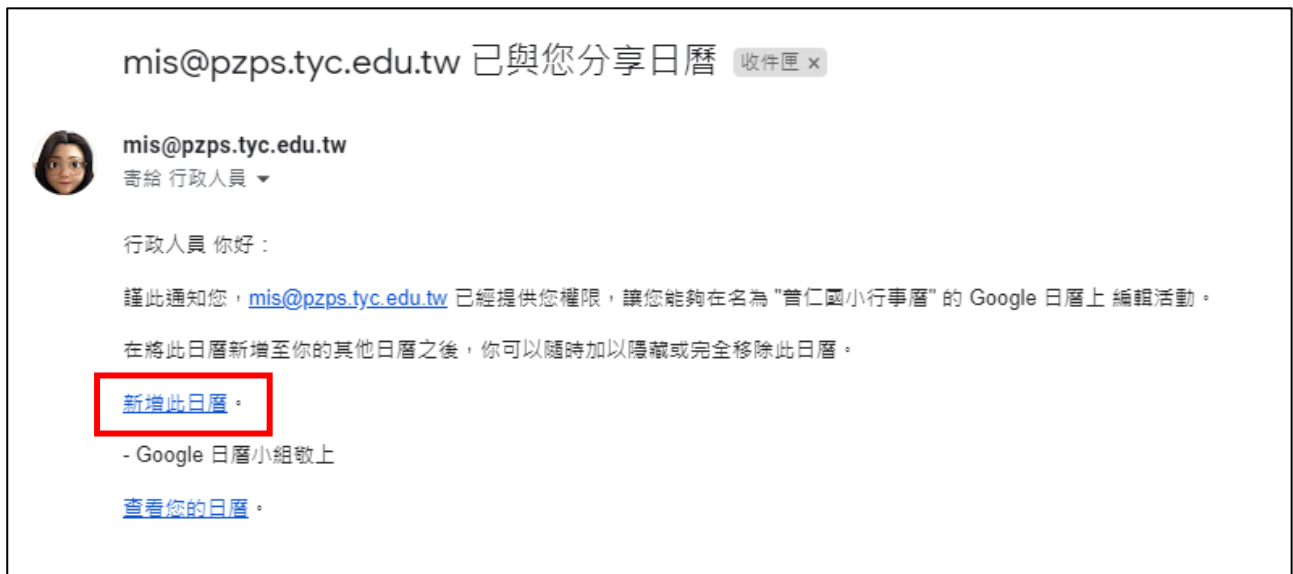 mis@pzps.tyc.edu.tw 已與您分享日曆 收件匣 ×
mis@pzps.tyc.edu.tw
寄給 行政人員
行政人員 你好：
謹此通知您，mis@pzps.tyc.edu.tw 已經提供您權限，讓您能夠在名為 "普仁國小行事曆" 的 Google 日曆上 編輯活動。
在將此日曆新增至你的其他日曆之後，你可以隨時加以隱藏或完全移除此日曆。
新增此日曆。
- Google 日曆小組敬上
查看您的日曆。